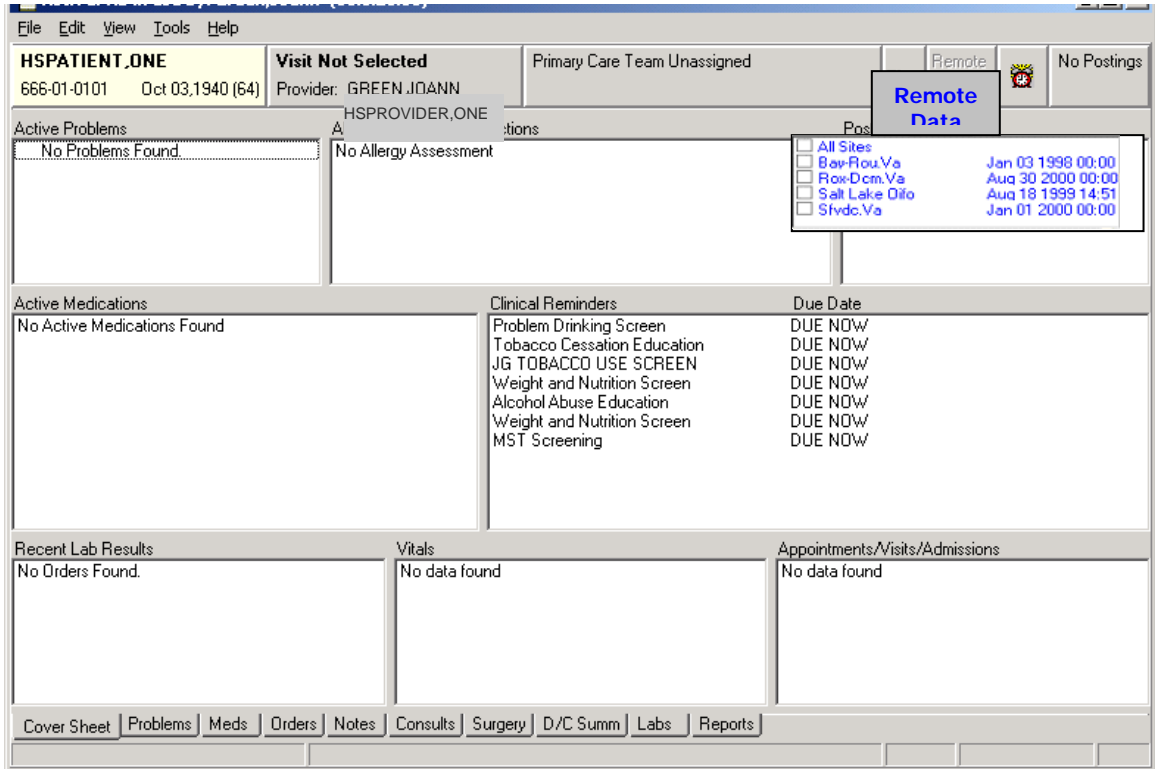 File Edit View Tools Help
HSPATIENT,ONE
666-01-0101 Oct 03,1940 (64)
Visit Not Selected
Provider: GREEN,JOANN
HSPROVIDER,ONE
Primary Care Team Unassigned
Remote
No Postings
Remote
Data
Active Problems
No Problems Found.
No Allergy Assessment
All Sites
Bay-Rou.Va Jan 03 1998 00:00
Rox-Dcm.Va Aug 30 2000 00:00
Salt Lake Oifo Aug 18 1999 14:51
Sfvdc.Va Jan 01 2000 00:00
Active Medications
No Active Medications Found
Clinical Reminders Due Date
Problem Drinking Screen DUE NOW
Tobacco Cessation Education DUE NOW
JG TOBACCO USE SCREEN DUE NOW
Weight and Nutrition Screen DUE NOW
Alcohol Abuse Education DUE NOW
Weight and Nutrition Screen DUE NOW
MST Screening DUE NOW
Recent Lab Results
No Orders Found.
Vitals
No data found
Appointments/Visits/Admissions
No data found
Cover Sheet Problems Meds Orders Notes Consults Surgery D/C Summ Labs Reports